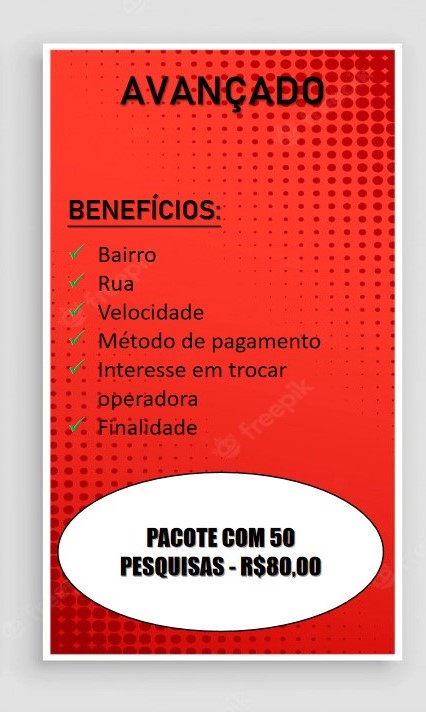 AVANÇADO
BENEFÍCIOS:
Bairro
Rua
Velocidade
Método de pagamento
Interesse em trocar
operadora
Finalidade
PACOTE COM 50
PESQUISAS - R$80,00
freepik